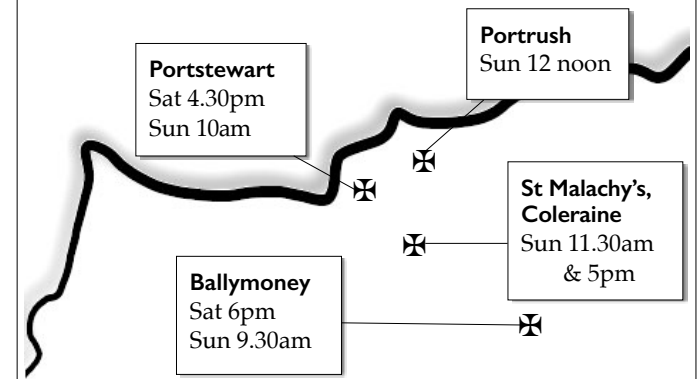 Portstewart
Sat 4.30pm
Sun 10am
Portrush
Sun 12 noon
St Malachy's,
Coleraine
Sun 11.30am
& 5pm
Ballymoney
Sat 6pm
Sun 9.30am